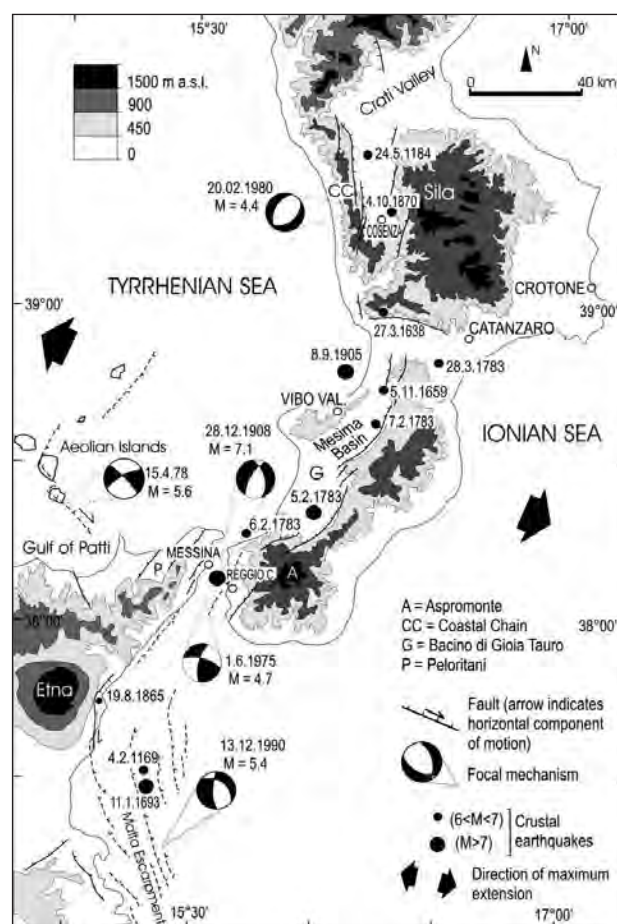 15°30'
17°00'
1500 m a.s.l.
900
450
0
N
0
40 km
Crati Valley
24.5.1184
20.02.1980
M = 4.4
CC
Sila
4.10.1870
COSENZA
TYRRHENIAN SEA
CROTONE
39°00'
39°00'
27.3.1638
CATANZARO
8.9.1905
28.3.1783
5.11.1659
VIBO VAL.
7.2.1783
Mesima
Basin
IONIAN SEA
28.12.1908
M = 7.1
Aeolian Islands
15.4.78
M = 5.6
G
5.2.1783
6.2.1783
Gulf of Patti
MESSINA
P
REGGIO C.
A
A = Aspromonte
CC = Coastal Chain
G = Bacino di Gioia Tauro
P = Peloritani
38°00'
38°00'
1.6.1975
M = 4.7
Etna
19.8.1865
Fault (arrow indicates
horizontal component
of motion)
13.12.1990
M = 5.4
Focal mechanism
4.2.1169
11.1.1693
Malta Escarpment
(6<M<7)
(M>7)
Crustal
earthquakes
Direction of maximum
extension
15°30'
17°00'